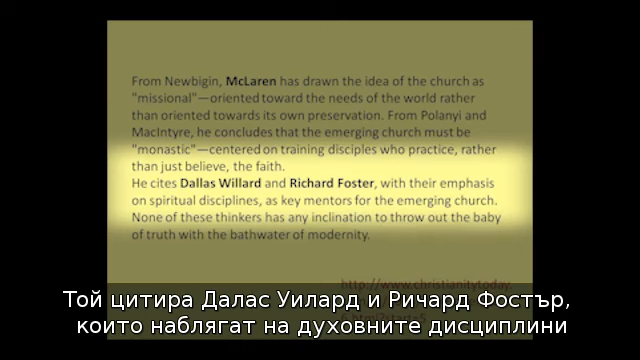 From Newbigin, McLaren has drawn the idea of the church as
"missional"—oriented toward the needs of the world rather
than oriented towards its own preservation. From Polanyi and
MacIntyre, he concludes that the emerging church must be
"monastic"—centered on training disciples who practice, rather
than just believe, the faith.
He cites Dallas Willard and Richard Foster, with their emphasis
on spiritual disciplines, as key mentors for the emerging church.
None of these thinkers has any inclination to throw out the baby
of truth with the bathwater of modernity.
http://www.christianitytoday.
Той цитира Далас Уилард и Ричард Фостър,
които наблягат на духовните дисциплини